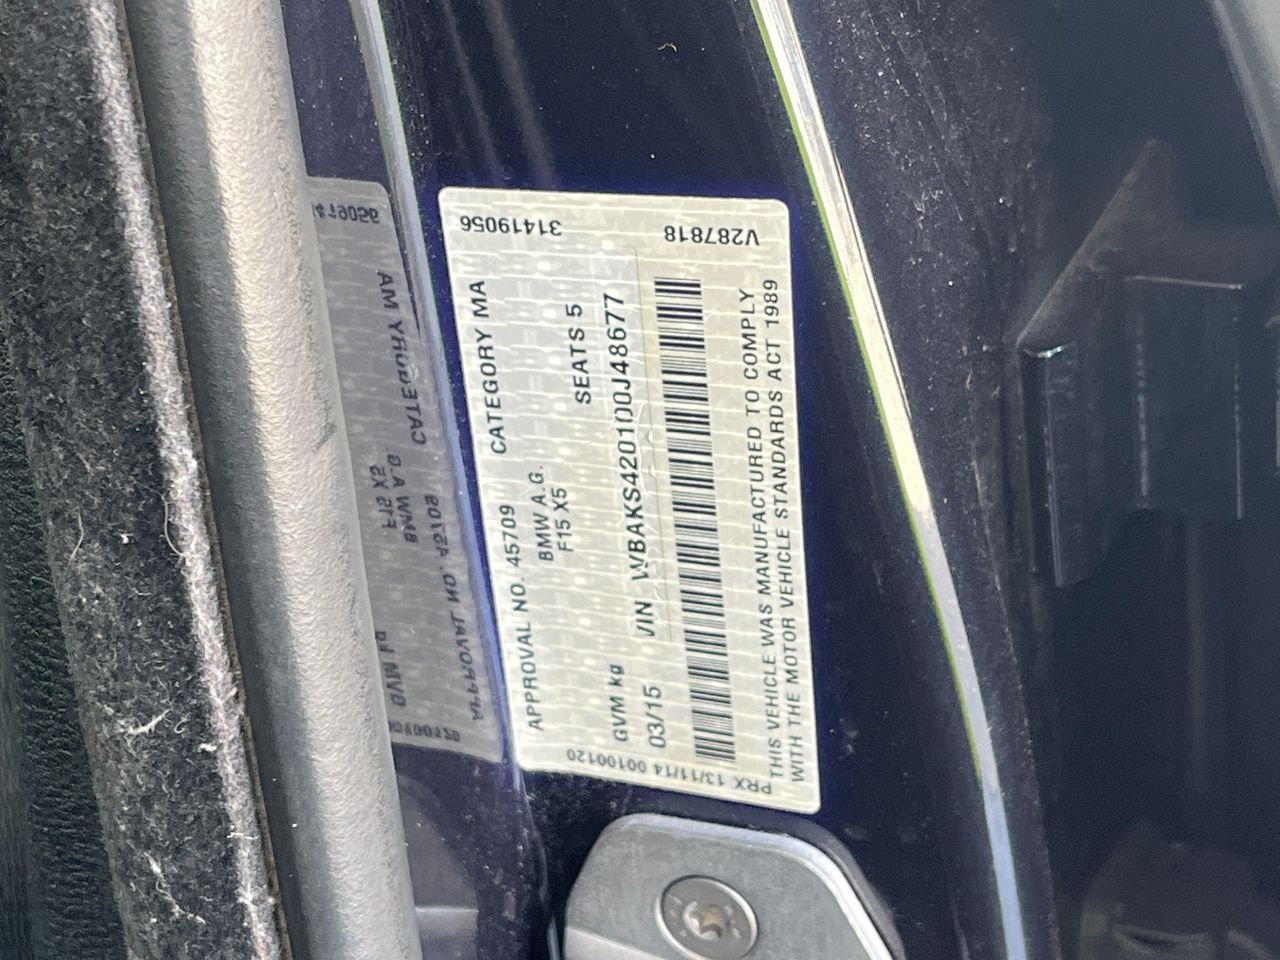 31419056
V287818
APPROVAL NO. 45709 CATEGORY MA
BMW A.G.
F15 X5 SEATS 5
GVM kg
03/15 VIN WBAKS420100J48677
THIS VEHICLE WAS MANUFACTURED TO COMPLY
WITH THE MOTOR VEHICLE STANDARDS ACT 1989
PRX 13/11/14 00100120